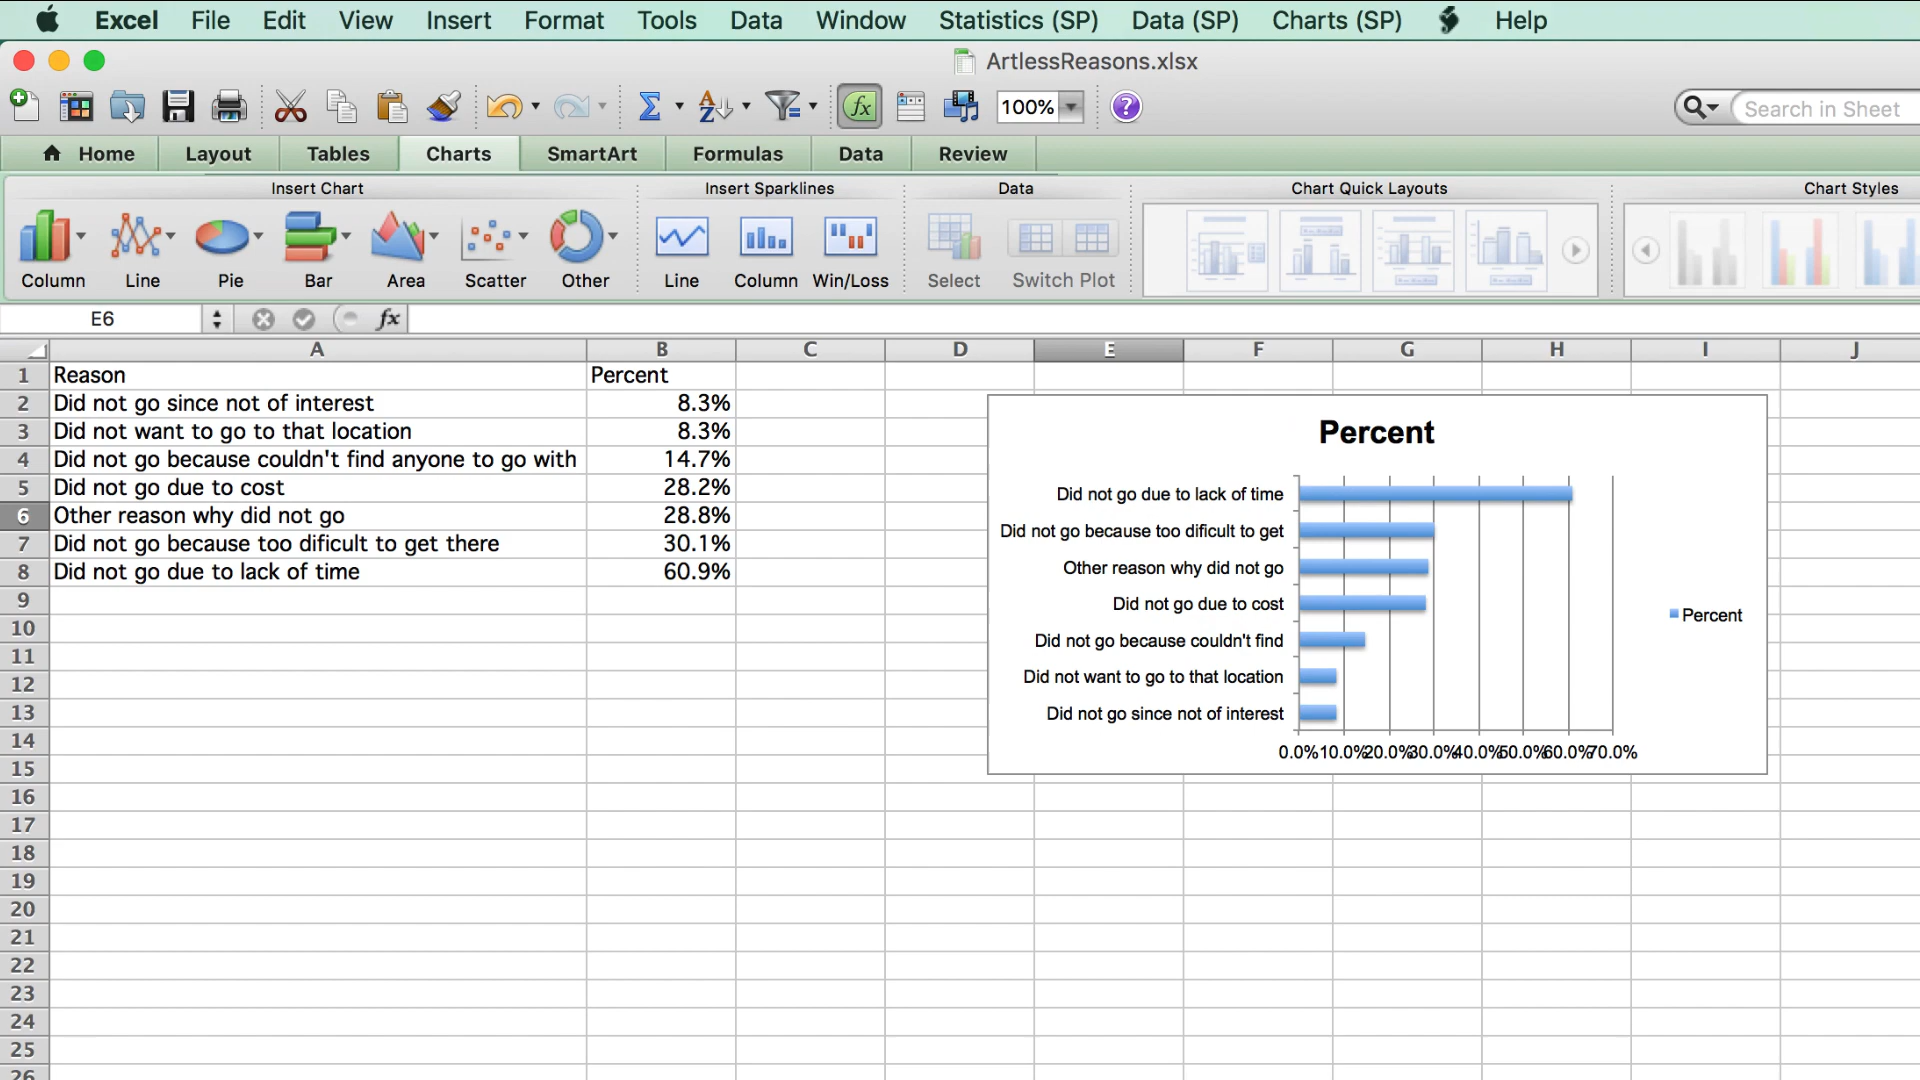 Excel File Edit View Insert Format Tools Data Window Statistics (SP) Data (SP) Charts (SP) Help
ArtlessReasons.xlsx
100% Search in Sheet
Home Layout Tables Charts SmartArt Formulas Data Review
Insert Chart Insert Sparklines Data Chart Quick Layouts Chart Styles
Column Line Pie Bar Area Scatter Other Line Column Win/Loss Select Switch Plot
E6 fx
A B C D E F G H I J
1 Reason Percent
2 Did not go since not of interest 8.3%
3 Did not want to go to that location 8.3%
4 Did not go because couldn't find anyone to go with 14.7%
5 Did not go due to cost 28.2%
6 Other reason why did not go 28.8%
7 Did not go because too dificult to get there 30.1%
8 Did not go due to lack of time 60.9%
9
10
11
12
13
14
15
16
17
18
19
20
21
22
23
24
25
26
Percent
Did not go due to lack of time
Did not go because too dificult to get
Other reason why did not go
Did not go due to cost
Did not go because couldn't find
Did not want to go to that location
Did not go since not of interest
0.0% 10.0% 20.0% 30.0% 40.0% 50.0% 60.0% 70.0%
Percent